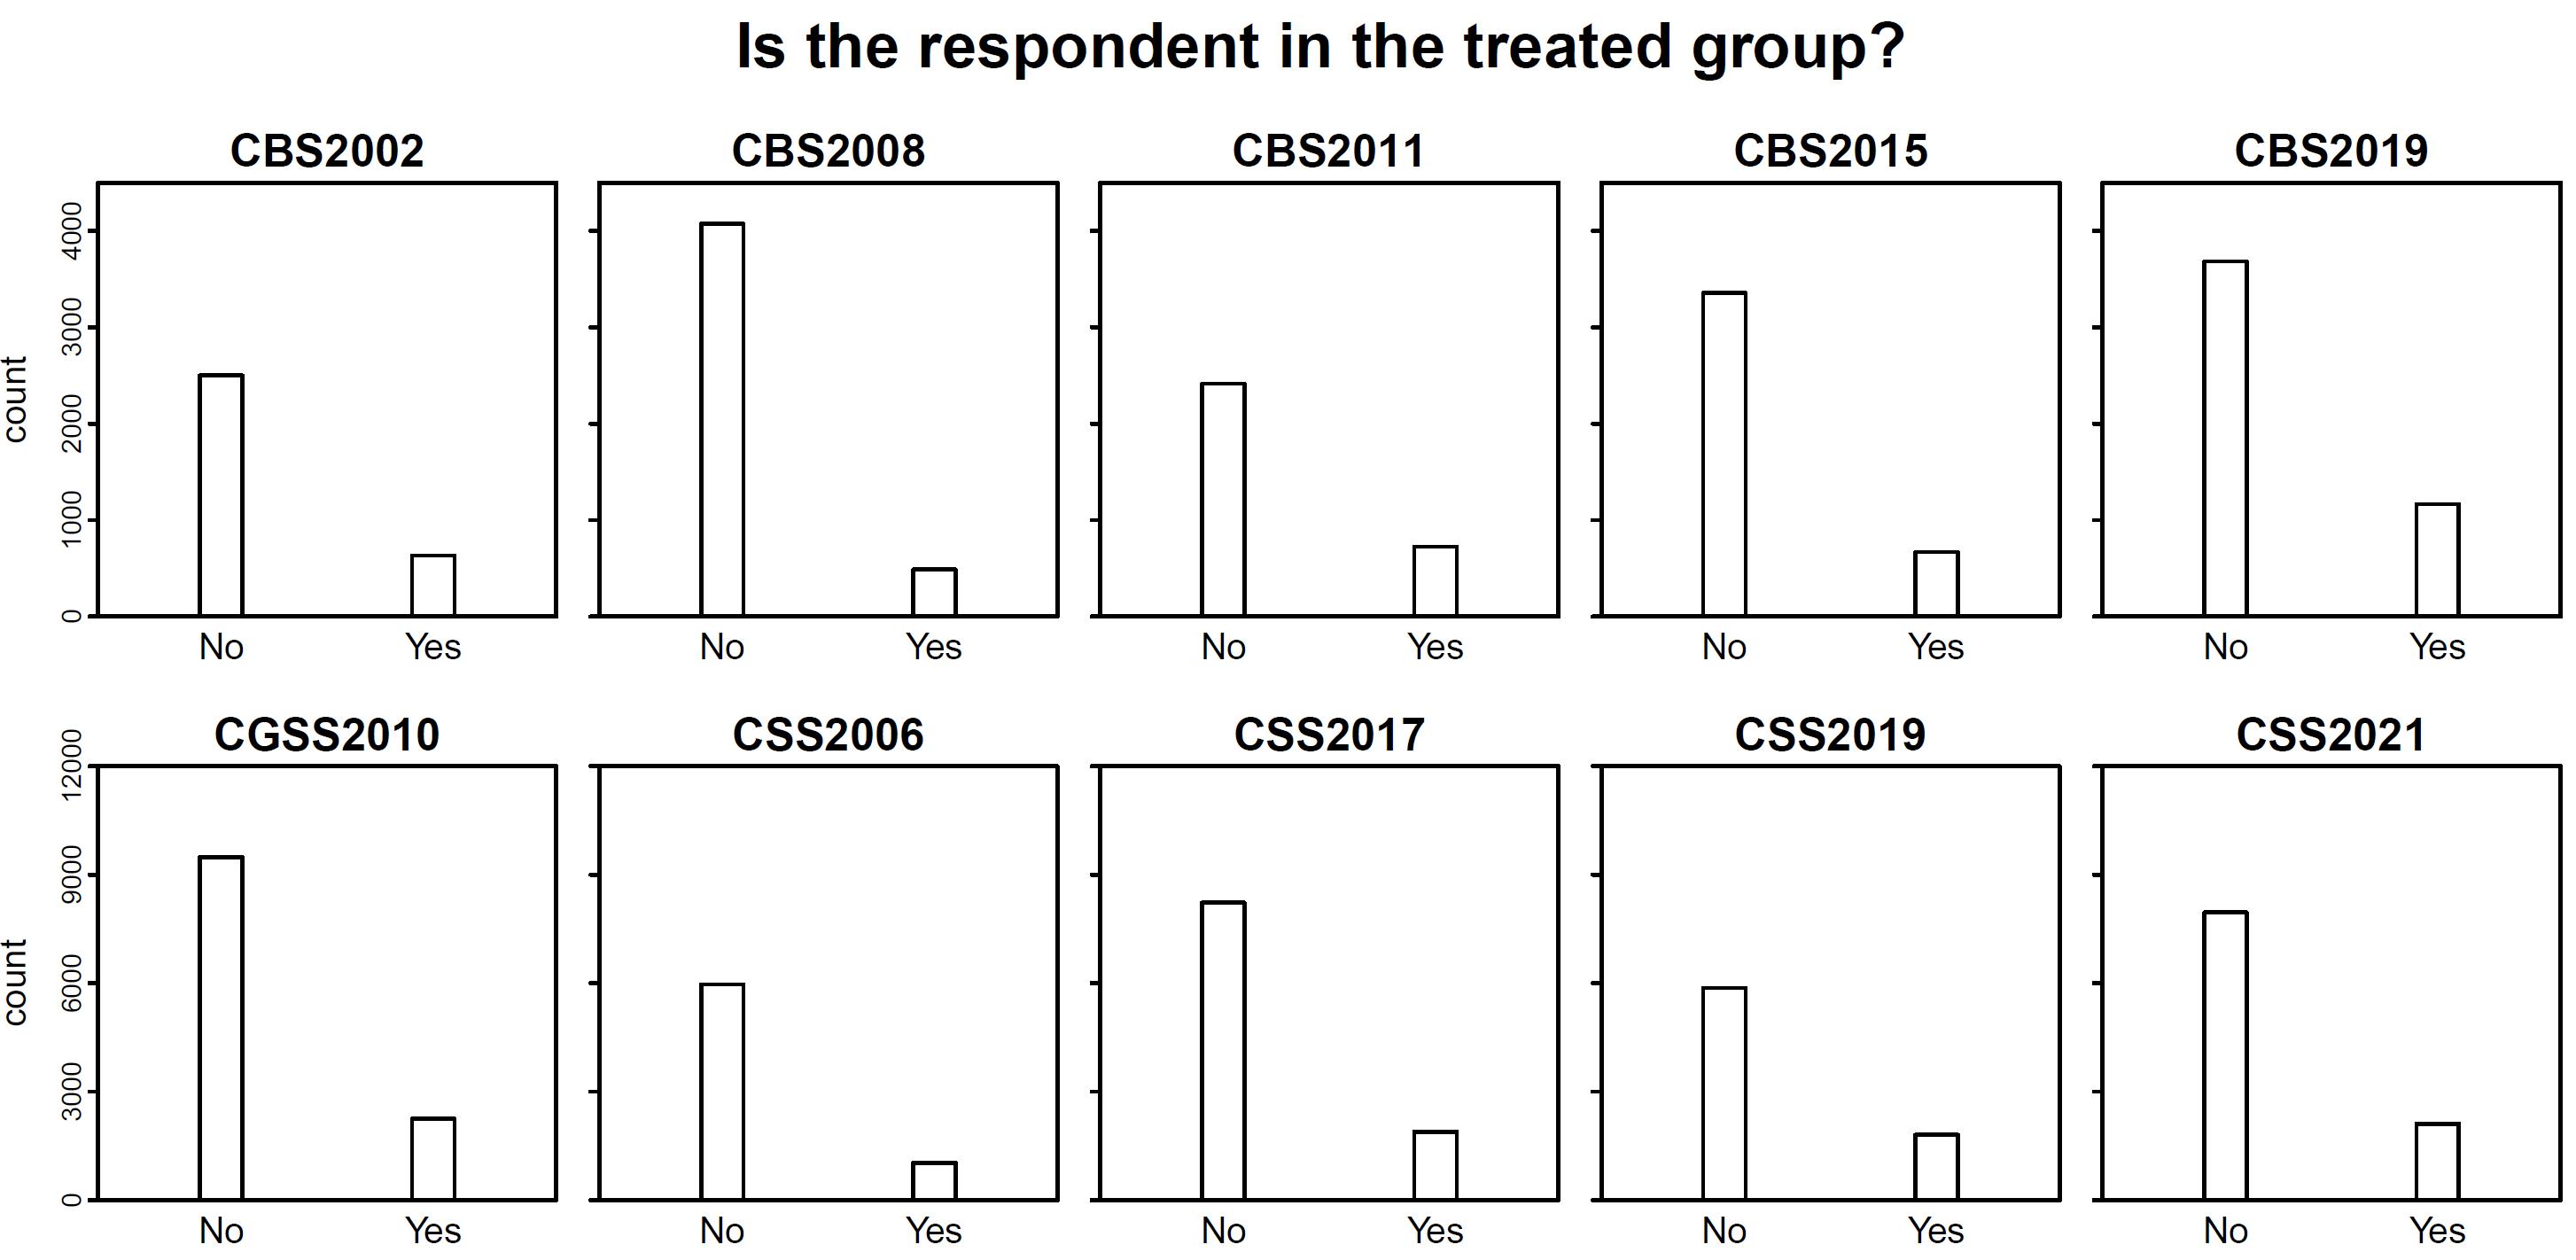 Is the respondent in the treated group?
CBS2002 CBS2008 CBS2011 CBS2015 CBS2019
count
4000
3000
2000
1000
0
No Yes No Yes No Yes No Yes No Yes
CGSS2010 CSS2006 CSS2017 CSS2019 CSS2021
count
12000
9000
6000
3000
0
No Yes No Yes No Yes No Yes No Yes